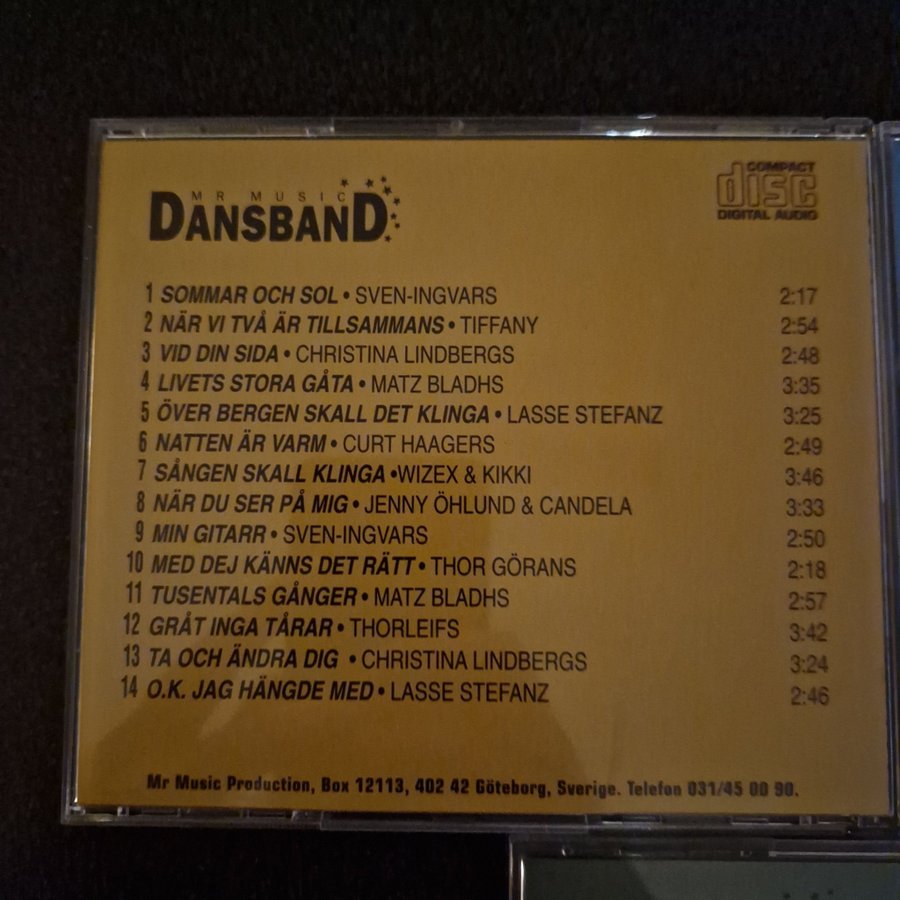 MR MUSIC
DANSBAND
COMPACT
disc
DIGITAL AUDIO
1 SOMMAR OCH SOL • SVEN-INGVARS 2:17
2 NÄR VI TVÅ ÄR TILLSAMMANS • TIFFANY 2:54
3 VID DIN SIDA • CHRISTINA LINDBERGS 2:48
4 LIVETS STORA GÅTA • MATZ BLADHS 3:35
5 ÖVER BERGEN SKALL DET KLINGA • LASSE STEFANZ 3:25
6 NATTEN ÄR VARM • CURT HAAGERS 2:49
7 SÅNGEN SKALL KLINGA •WIZEX & KIKKI 3:46
8 NÄR DU SER PÅ MIG • JENNY ÖHLUND & CANDELA 3:33
9 MIN GITARR • SVEN-INGVARS 2:50
10 MED DEJ KÄNNS DET RÄTT • THOR GÖRANS 2:18
11 TUSENTALS GÅNGER • MATZ BLADHS 2:57
12 GRÅT INGA TÅRAR • THORLEIFS 3:42
13 TA OCH ÄNDRA DIG • CHRISTINA LINDBERGS 3:24
14 O.K. JAG HÄNGDE MED • LASSE STEFANZ 2:46
Mr Music Production, Box 12113, 402 42 Göteborg, Sverige. Telefon 031/45 00 90.